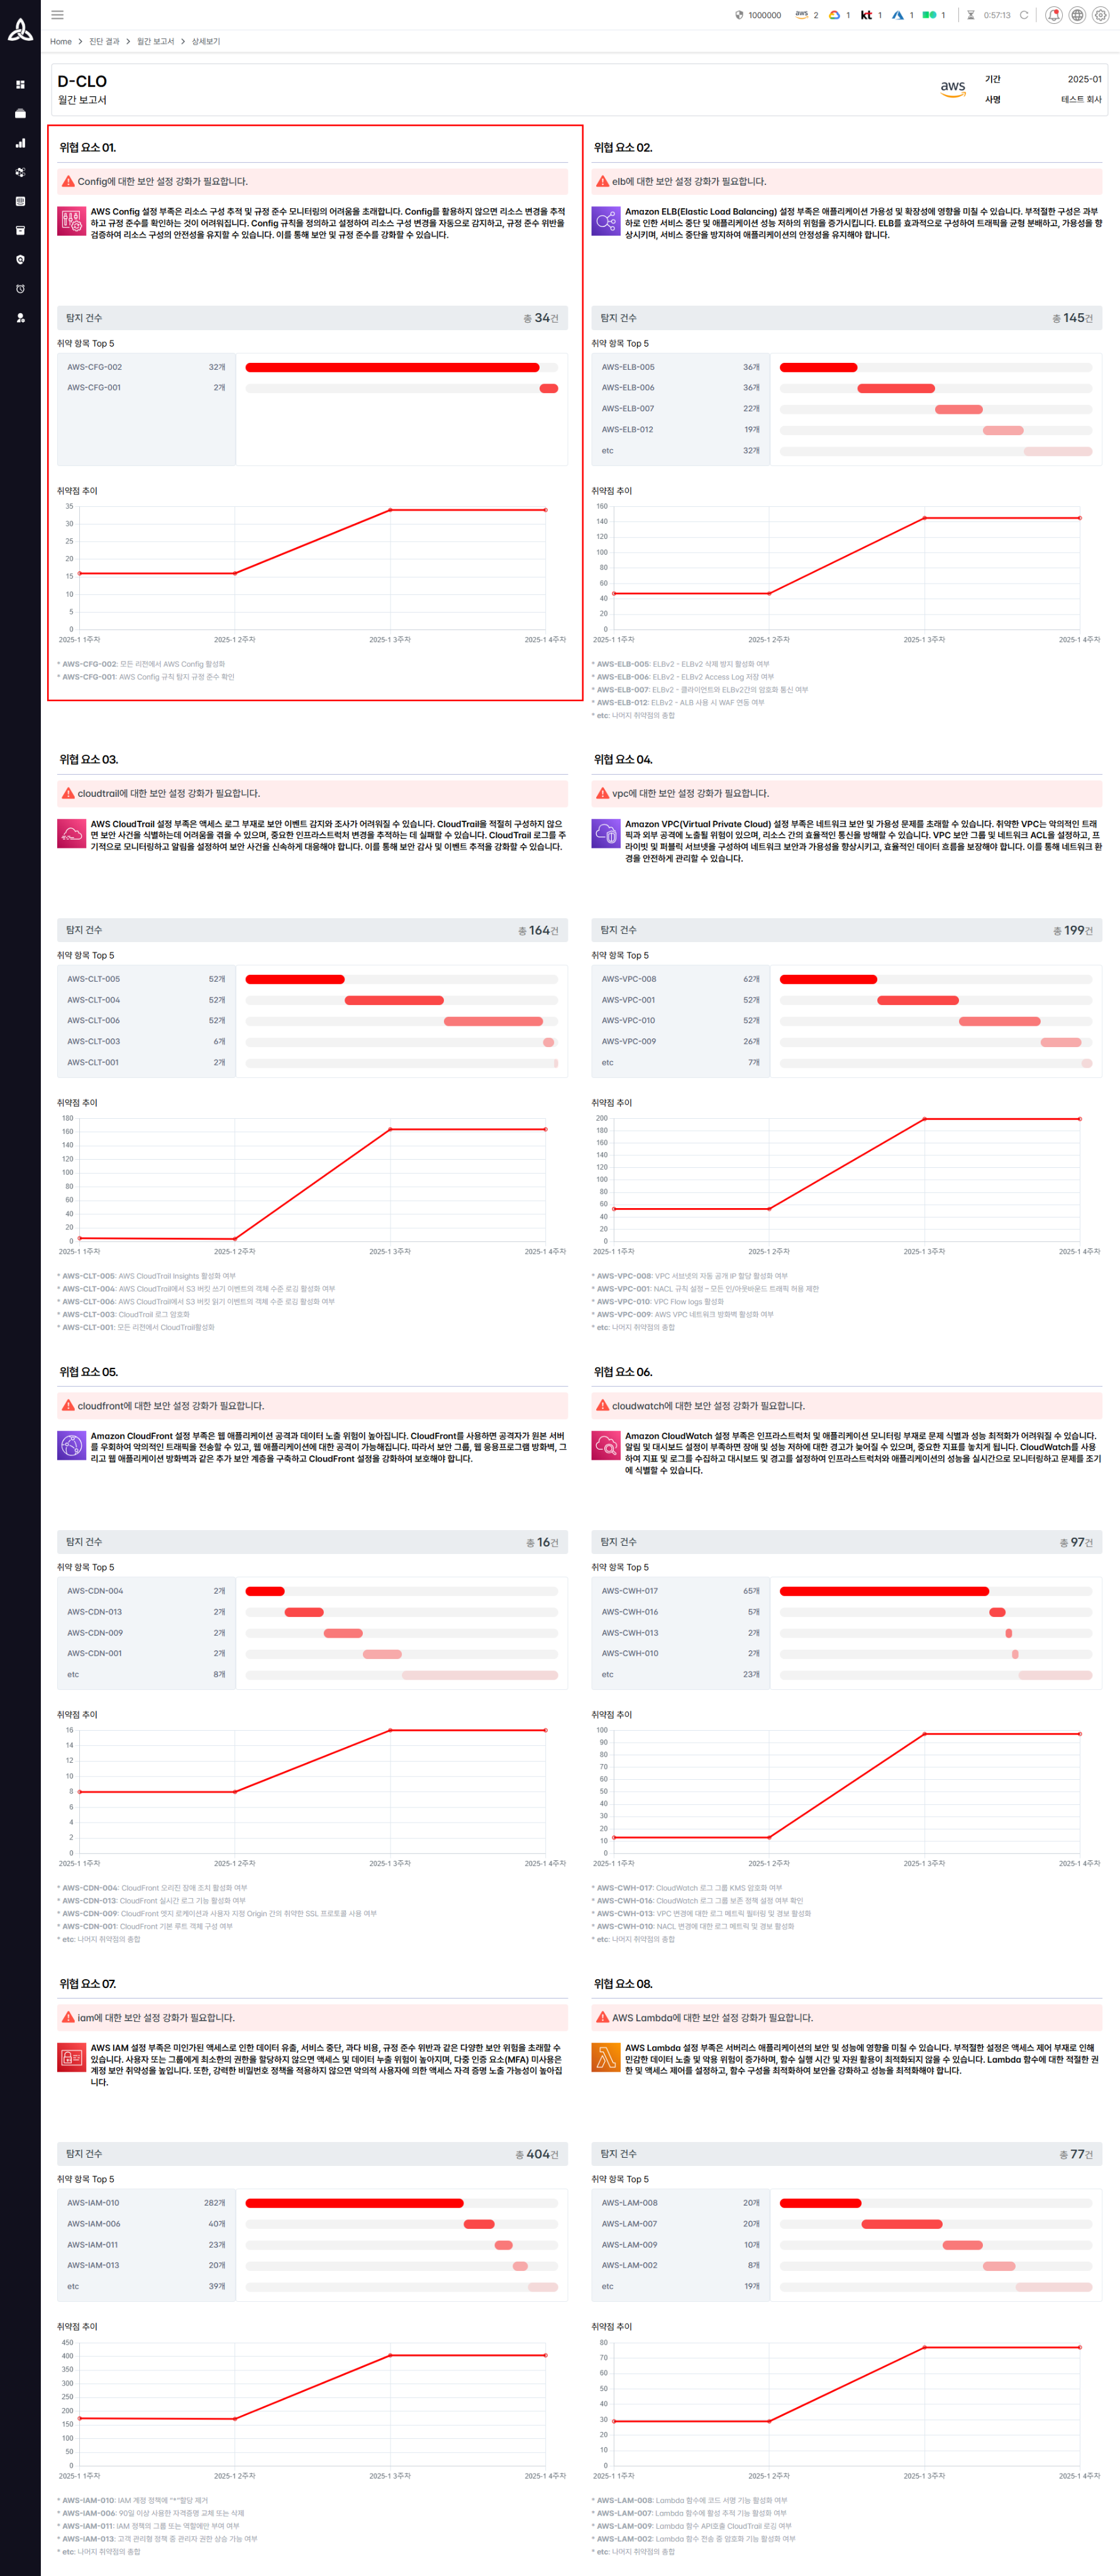 1000000 aws 2 1 kt 1 1 1 0:57:13
Home > 진단 결과 > 월간 보고서 > 상세보기
D-CLO
월간 보고서
aws
기간 2025-01
사명 테스트 회사
위협 요소 01.
Config에 대한 보안 설정 강화가 필요합니다.
AWS Config 설정 부족은 리소스 구성 추적 및 규정 준수 모니터링의 어려움을 초래합니다. Config를 활용하지 않으면 리소스 변경을 추적
하고 규정 준수를 확인하는 것이 어려워집니다. Config 규칙을 정의하고 설정하여 리소스 구성 변경을 자동으로 감지하고, 규정 준수 위반을
검증하여 리소스 구성의 안전성을 유지할 수 있습니다. 이를 통해 보안 및 규정 준수를 강화할 수 있습니다.
탐지 건수 총 34건
취약 항목 Top 5
AWS-CFG-002 32개
AWS-CFG-001 2개
취약점 추이
35
30
25
20
15
10
5
0
2025-1 1주차 2025-1 2주차 2025-1 3주차 2025-1 4주차
* AWS-CFG-002: 모든 리전에서 AWS Config 활성화
* AWS-CFG-001: AWS Config 규칙 탐지 규정 준수 확인
위협 요소 02.
elb에 대한 보안 설정 강화가 필요합니다.
Amazon ELB(Elastic Load Balancing) 설정 부족은 애플리케이션 가용성 및 확장성에 영향을 미칠 수 있습니다. 부적절한 구성은 과부
하로 인한 서비스 중단 및 애플리케이션 성능 저하의 위험을 증가시킵니다. ELB를 효과적으로 구성하여 트래픽을 균형 분배하고, 가용성을 향
상시키며, 서비스 중단을 방지하여 애플리케이션의 안정성을 유지해야 합니다.
탐지 건수 총 145건
취약 항목 Top 5
AWS-ELB-005 36개
AWS-ELB-006 36개
AWS-ELB-007 22개
AWS-ELB-012 19개
etc 32개
취약점 추이
160
140
120
100
80
60
40
20
0
2025-1 1주차 2025-1 2주차 2025-1 3주차 2025-1 4주차
* AWS-ELB-005: ELBv2 - ELBv2 삭제 방지 활성화 여부
* AWS-ELB-006: ELBv2 - ELBv2 Access Log 저장 여부
* AWS-ELB-007: ELBv2 - 클라이언트와 ELBv2간의 암호화 통신 여부
* AWS-ELB-012: ELBv2 - ALB 사용 시 WAF 연동 여부
* etc: 나머지 취약점의 총합
위협 요소 03.
cloudtrail에 대한 보안 설정 강화가 필요합니다.
AWS CloudTrail 설정 부족은 액세스 로그 부재로 보안 이벤트 감지와 조사가 어려워질 수 있습니다. CloudTrail을 적절히 구성하지 않으
면 보안 사건을 식별하는데 어려움을 겪을 수 있으며, 중요한 인프라스트럭처 변경을 추적하는 데 실패할 수 있습니다. CloudTrail 로그를 주
기적으로 모니터링하고 알림을 설정하여 보안 사건을 신속하게 대응해야 합니다. 이를 통해 보안 감사 및 이벤트 추적을 강화할 수 있습니다.
탐지 건수 총 164건
취약 항목 Top 5
AWS-CLT-005 52개
AWS-CLT-004 52개
AWS-CLT-006 52개
AWS-CLT-003 6개
AWS-CLT-001 2개
취약점 추이
180
160
140
120
100
80
60
40
20
0
2025-1 1주차 2025-1 2주차 2025-1 3주차 2025-1 4주차
* AWS-CLT-005: AWS CloudTrail Insights 활성화 여부
* AWS-CLT-004: AWS CloudTrail에서 S3 버킷 쓰기 이벤트의 객체 수준 로깅 활성화 여부
* AWS-CLT-006: AWS CloudTrail에서 S3 버킷 읽기 이벤트의 객체 수준 로깅 활성화 여부
* AWS-CLT-003: CloudTrail 로그 암호화
* AWS-CLT-001: 모든 리전에서 CloudTrail활성화
위협 요소 04.
vpc에 대한 보안 설정 강화가 필요합니다.
Amazon VPC(Virtual Private Cloud) 설정 부족은 네트워크 보안 및 가용성 문제를 초래할 수 있습니다. 취약한 VPC는 악의적인 트래
픽과 외부 공격에 노출될 위험이 있으며, 리소스 간의 효율적인 통신을 방해할 수 있습니다. VPC 보안 그룹 및 네트워크 ACL을 설정하고, 프
라이빗 및 퍼블릭 서브넷을 구성하여 네트워크 보안과 가용성을 향상시키고, 효율적인 데이터 흐름을 보장해야 합니다. 이를 통해 네트워크 환
경을 안전하게 관리할 수 있습니다.
탐지 건수 총 199건
취약 항목 Top 5
AWS-VPC-008 62개
AWS-VPC-001 52개
AWS-VPC-010 52개
AWS-VPC-009 26개
etc 7개
취약점 추이
200
180
160
140
120
100
80
60
40
20
0
2025-1 1주차 2025-1 2주차 2025-1 3주차 2025-1 4주차
* AWS-VPC-008: VPC 서브넷의 자동 공개 IP 할당 활성화 여부
* AWS-VPC-001: NACL 규칙 설정 - 모든 인/아웃바운드 트래픽 허용 제한
* AWS-VPC-010: VPC Flow logs 활성화
* AWS-VPC-009: AWS VPC 네트워크 방화벽 활성화 여부
* etc: 나머지 취약점의 총합
위협 요소 05.
cloudfront에 대한 보안 설정 강화가 필요합니다.
Amazon CloudFront 설정 부족은 웹 애플리케이션 공격과 데이터 노출 위험이 높아집니다. CloudFront를 사용하면 공격자가 원본 서버
를 우회하여 악의적인 트래픽을 전송할 수 있고, 웹 애플리케이션에 대한 공격이 가능해집니다. 따라서 보안 그룹, 웹 응용프로그램 방화벽, 그
리고 웹 애플리케이션 방화벽과 같은 추가 보안 계층을 구축하고 CloudFront 설정을 강화하여 보호해야 합니다.
탐지 건수 총 16건
취약 항목 Top 5
AWS-CDN-004 2개
AWS-CDN-013 2개
AWS-CDN-009 2개
AWS-CDN-001 2개
etc 8개
취약점 추이
16
14
12
10
8
6
4
2
0
2025-1 1주차 2025-1 2주차 2025-1 3주차 2025-1 4주차
* AWS-CDN-004: CloudFront 오리진 장애 조치 활성화 여부
* AWS-CDN-013: CloudFront 실시간 로그 기능 활성화 여부
* AWS-CDN-009: CloudFront 엣지 로케이션과 사용자 지정 Origin 간의 취약한 SSL 프로토콜 사용 여부
* AWS-CDN-001: CloudFront 기본 루트 객체 구성 여부
* etc: 나머지 취약점의 총합
위협 요소 06.
cloudwatch에 대한 보안 설정 강화가 필요합니다.
Amazon CloudWatch 설정 부족은 인프라스트럭처 및 애플리케이션 모니터링 부재로 문제 식별과 성능 최적화가 어려워질 수 있습니다.
알림 및 대시보드 설정이 부족하면 장애 및 성능 저하에 대한 경고가 늦어질 수 있으며, 중요한 지표를 놓치게 됩니다. CloudWatch를 사용
하여 지표 및 로그를 수집하고 대시보드 및 경고를 설정하여 인프라스트럭처와 애플리케이션의 성능을 실시간으로 모니터링하고 문제를 조기
에 식별할 수 있습니다.
탐지 건수 총 97건
취약 항목 Top 5
AWS-CWH-017 65개
AWS-CWH-016 5개
AWS-CWH-013 2개
AWS-CWH-010 2개
etc 23개
취약점 추이
100
90
80
70
60
50
40
30
20
10
0
2025-1 1주차 2025-1 2주차 2025-1 3주차 2025-1 4주차
* AWS-CWH-017: CloudWatch 로그 그룹 KMS 암호화 여부
* AWS-CWH-016: CloudWatch 로그 그룹 보존 정책 설정 여부 확인
* AWS-CWH-013: VPC 변경에 대한 로그 메트릭 필터링 및 경보 활성화
* AWS-CWH-010: NACL 변경에 대한 로그 메트릭 및 경보 활성화
* etc: 나머지 취약점의 총합
위협 요소 07.
iam에 대한 보안 설정 강화가 필요합니다.
AWS IAM 설정 부족은 미인가된 액세스로 인한 데이터 유출, 서비스 중단, 과다 비용, 규정 준수 위반과 같은 다양한 보안 위험을 초래할 수
있습니다. 사용자 또는 그룹에게 최소한의 권한을 할당하지 않으면 액세스 및 데이터 누출 위험이 높아지며, 다중 인증 요소(MFA) 미사용은
계정 보안 취약성을 높입니다. 또한, 강력한 비밀번호 정책을 적용하지 않으면 악의적 사용자에 의한 액세스 자격 증명 노출 가능성이 높아집
니다.
탐지 건수 총 404건
취약 항목 Top 5
AWS-IAM-010 282개
AWS-IAM-006 40개
AWS-IAM-011 23개
AWS-IAM-013 20개
etc 39개
취약점 추이
450
400
350
300
250
200
150
100
50
0
2025-1 1주차 2025-1 2주차 2025-1 3주차 2025-1 4주차
* AWS-IAM-010: IAM 계정 정책에 "*"할당 제거
* AWS-IAM-006: 90일 이상 사용한 자격증명 교체 또는 삭제
* AWS-IAM-011: IAM 정책의 그룹 또는 역할에만 부여 여부
* AWS-IAM-013: 고객 관리형 정책 중 관리자 권한 상승 가능 여부
* etc: 나머지 취약점의 총합
위협 요소 08.
AWS Lambda에 대한 보안 설정 강화가 필요합니다.
AWS Lambda 설정 부족은 서버리스 애플리케이션의 보안 및 성능에 영향을 미칠 수 있습니다. 부적절한 설정은 액세스 제어 부재로 인해
민감한 데이터 노출 및 악용 위험이 증가하며, 함수 실행 시간 및 자원 활용이 최적화되지 않을 수 있습니다. Lambda 함수에 대한 적절한 권
한 및 액세스 제어를 설정하고, 함수 구성을 최적화하여 보안을 강화하고 성능을 최적화해야 합니다.
탐지 건수 총 77건
취약 항목 Top 5
AWS-LAM-008 20개
AWS-LAM-007 20개
AWS-LAM-009 10개
AWS-LAM-002 8개
etc 19개
취약점 추이
80
70
60
50
40
30
20
10
0
2025-1 1주차 2025-1 2주차 2025-1 3주차 2025-1 4주차
* AWS-LAM-008: Lambda 함수에 코드 서명 기능 활성화 여부
* AWS-LAM-007: Lambda 함수에 활성 추적 기능 활성화 여부
* AWS-LAM-009: Lambda 함수 API호출 CloudTrail 로깅 여부
* AWS-LAM-002: Lambda 함수 전송 중 암호화 기능 활성화 여부
* etc: 나머지 취약점의 총합